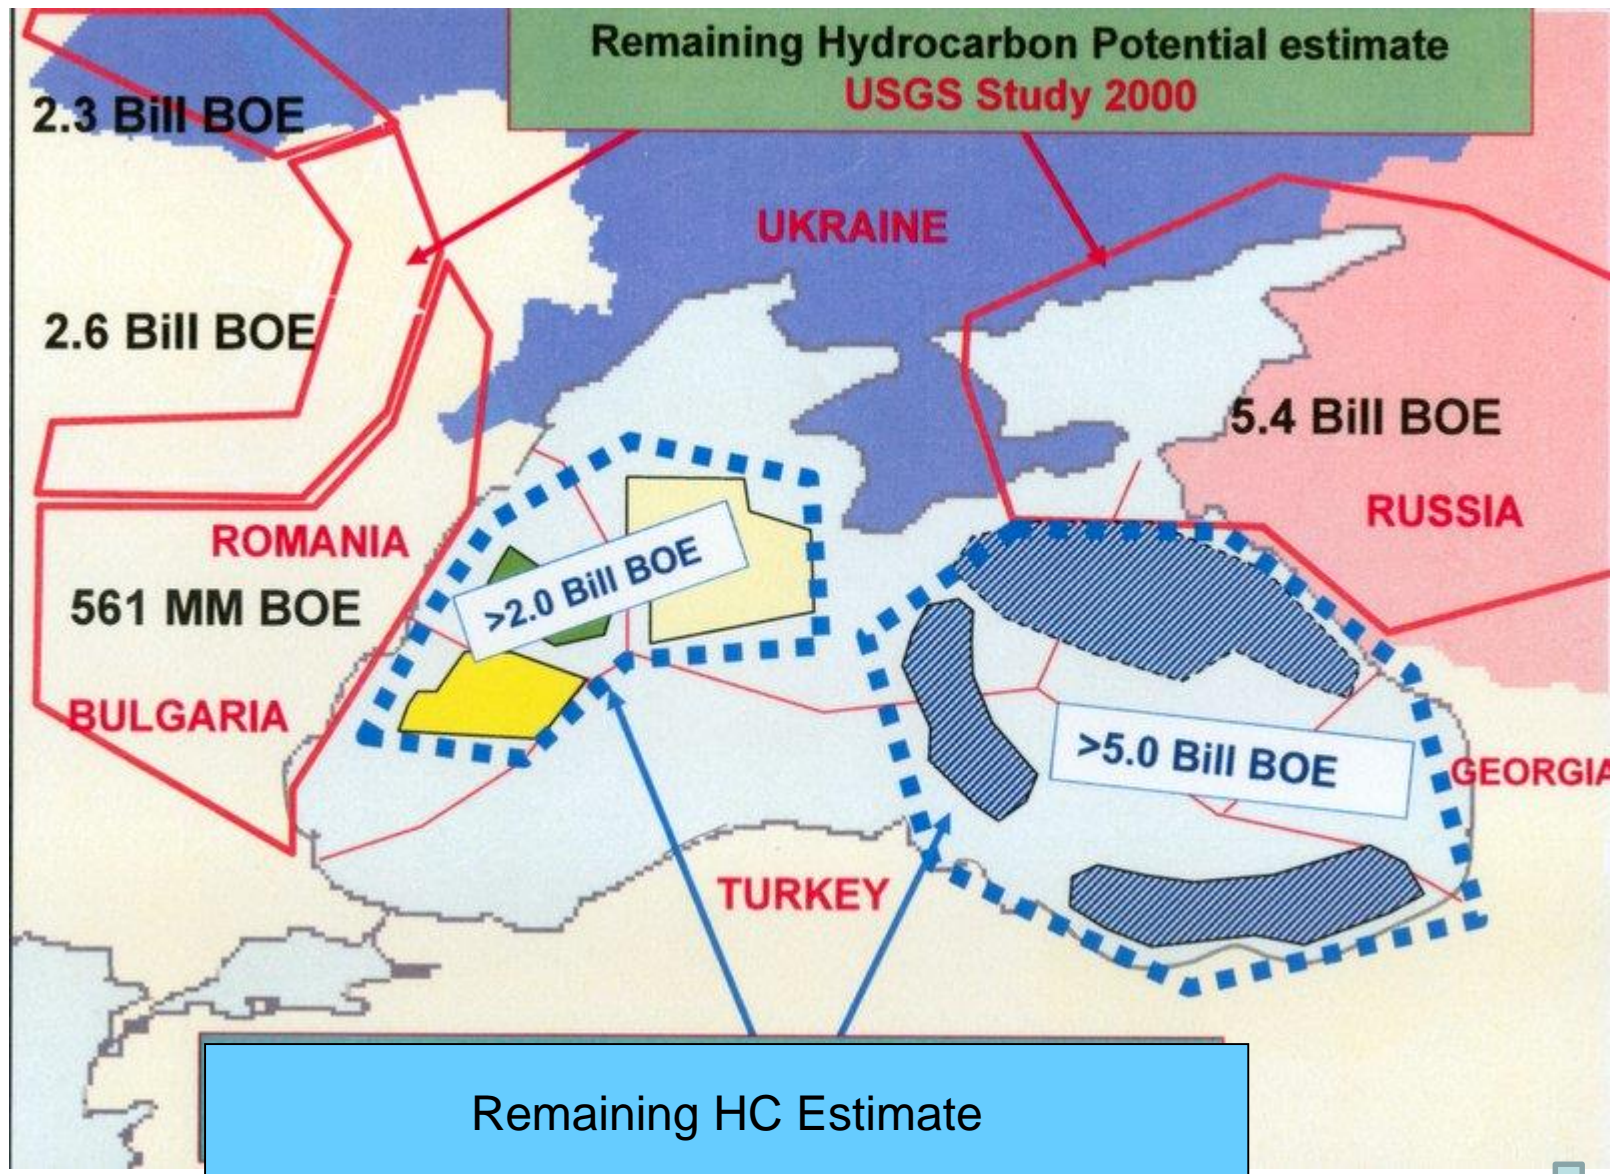 Remaining Hydrocarbon Potential estimate
USGS Study 2000
2.3 Bill BOE
UKRAINE
2.6 Bill BOE
5.4 Bill BOE
RUSSIA
ROMANIA
>2.0 Bill BOE
561 MM BOE
BULGARIA
>5.0 Bill BOE
GEORGIA
TURKEY
Remaining HC Estimate